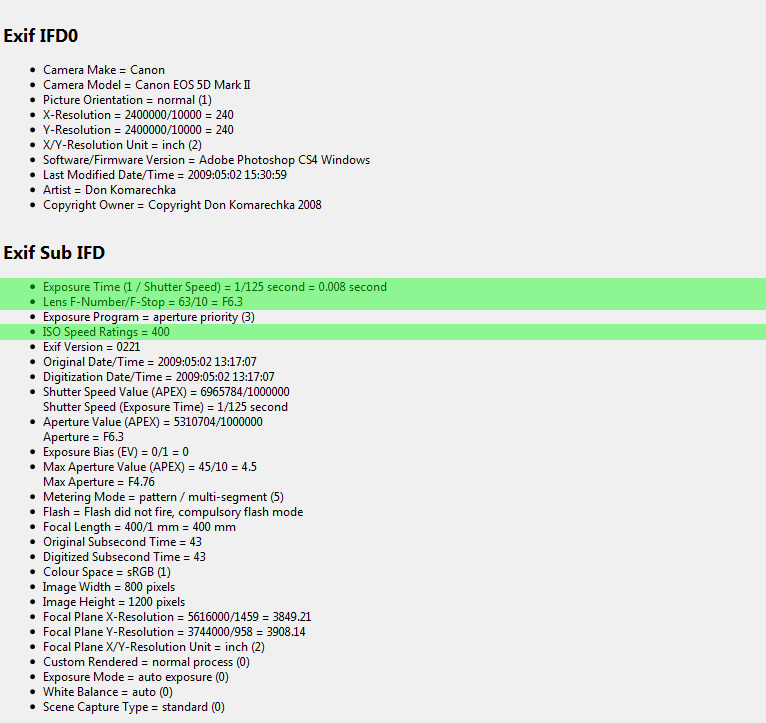 Exif IFD0
Camera Make = Canon
Camera Model = Canon EOS 5D Mark II
Picture Orientation = normal (1)
X-Resolution = 2400000/10000 = 240
Y-Resolution = 2400000/10000 = 240
X/Y-Resolution Unit = inch (2)
Software/Firmware Version = Adobe Photoshop CS4 Windows
Last Modified Date/Time = 2009:05:02 15:30:59
Artist = Don Komarechka
Copyright Owner = Copyright Don Komarechka 2008
Exif Sub IFD
Exposure Time (1 / Shutter Speed) = 1/125 second = 0.008 second
Lens F-Number/F-Stop = 63/10 = F6.3
Exposure Program = aperture priority (3)
ISO Speed Ratings = 400
Exif Version = 0221
Original Date/Time = 2009:05:02 13:17:07
Digitization Date/Time = 2009:05:02 13:17:07
Shutter Speed Value (APEX) = 6965784/1000000
Shutter Speed (Exposure Time) = 1/125 second
Aperture Value (APEX) = 5310704/1000000
Aperture = F6.3
Exposure Bias (EV) = 0/1 = 0
Max Aperture Value (APEX) = 45/10 = 4.5
Max Aperture = F4.76
Metering Mode = pattern / multi-segment (5)
Flash = Flash did not fire, compulsory flash mode
Focal Length = 400/1 mm = 400 mm
Original Subsecond Time = 43
Digitized Subsecond Time = 43
Colour Space = sRGB (1)
Image Width = 800 pixels
Image Height = 1200 pixels
Focal Plane X-Resolution = 5616000/1459 = 3849.21
Focal Plane Y-Resolution = 3744000/958 = 3908.14
Focal Plane X/Y-Resolution Unit = inch (2)
Custom Rendered = normal process (0)
Exposure Mode = auto exposure (0)
White Balance = auto (0)
Scene Capture Type = standard (0)